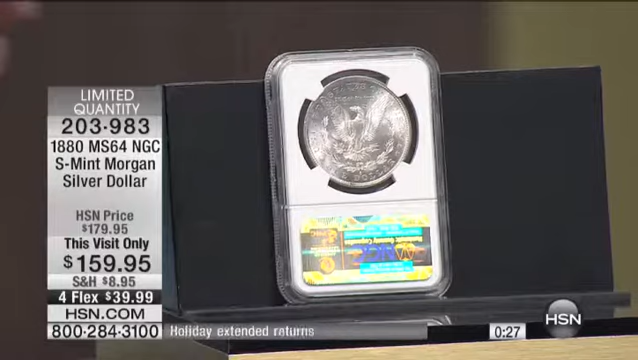 LIMITED
QUANTITY
203-983
1880 MS64 NGC
S-Mint Morgan
Silver Dollar
HSN Price
$179.95
This Visit Only
$159.95
S&H $8.95
4 Flex $39.99
HSN.COM
800-284-3100
Holiday extended returns
0:27
HSN
NGC